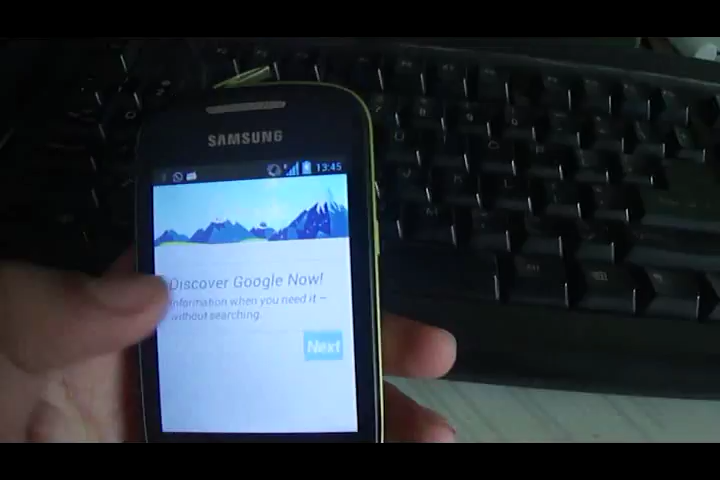 SAMSUNG
13:45
Discover Google Now!
Information when you need it –
without searching.
Next